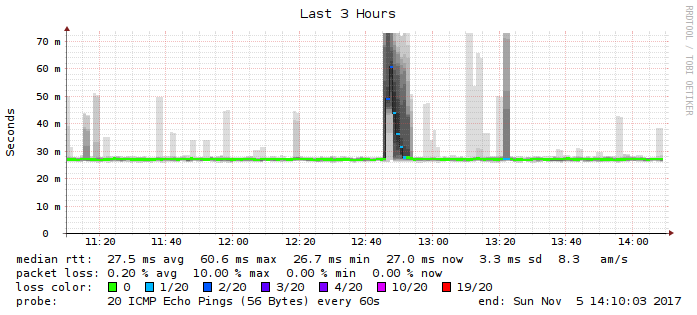 Last 3 Hours
RRDTOOL / TOBI OETIKER
Seconds
70 m
60 m
50 m
40 m
30 m
20 m
10 m
0
11:20 11:40 12:00 12:20 12:40 13:00 13:20 13:40 14:00
median rtt: 27.5 ms avg 60.6 ms max 26.7 ms min 27.0 ms now 3.3 ms sd 8.3 am/s
packet loss: 0.20 % avg 10.00 % max 0.00 % min 0.00 % now
loss color: 0 1/20 2/20 3/20 4/20 10/20 19/20
probe: 20 ICMP Echo Pings (56 Bytes) every 60s end: Sun Nov 5 14:10:03 2017